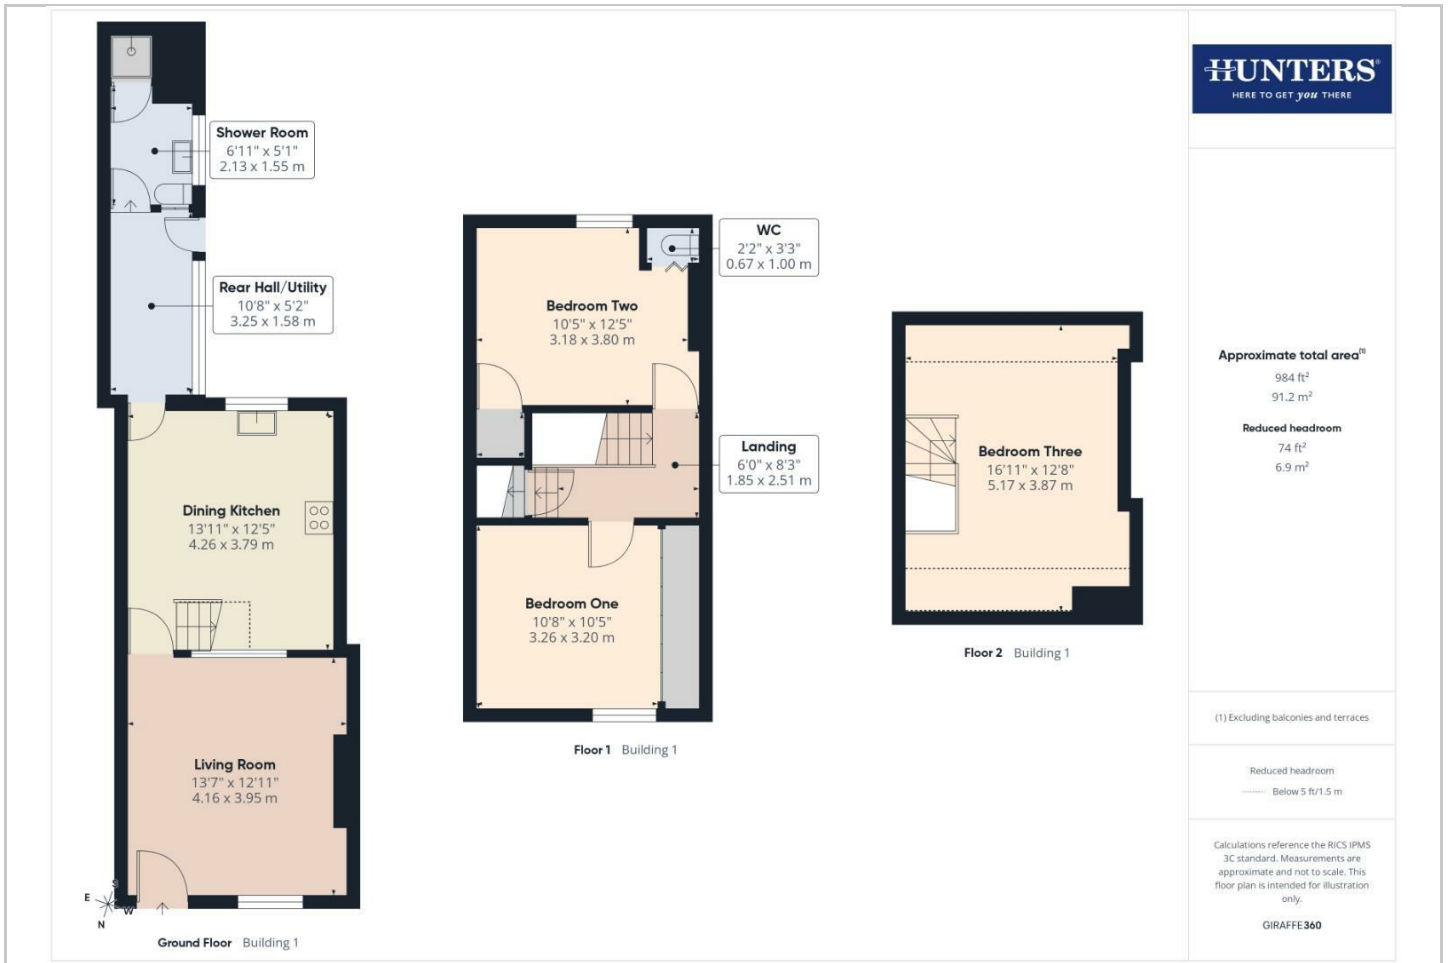 Shower Room
6'11" x 5'1"
2.13 x 1.55 m
Rear Hall/Utility
10'8" x 5'2"
3.25 x 1.58 m
Dining Kitchen
13'11" x 12'5"
4.26 x 3.79 m
Living Room
13'7" x 12'11"
4.16 x 3.95 m
S
E
W
N
Ground Floor Building 1
WC
2'2" x 3'3"
0.67 x 1.00 m
Bedroom Two
10'5" x 12'5"
3.18 x 3.80 m
Landing
6'0" x 8'3"
1.85 x 2.51 m
Bedroom One
10'8" x 10'5"
3.26 x 3.20 m
Floor 1 Building 1
Bedroom Three
16'11" x 12'8"
5.17 x 3.87 m
Floor 2 Building 1
HUNTERS®
HERE TO GET you THERE
Approximate total area(1)
984 ft²
91.2 m²
Reduced headroom
74 ft²
6.9 m²
(1) Excluding balconies and terraces
Reduced headroom
Below 5 ft/1.5 m
Calculations reference the RICS IPMS
3C standard. Measurements are
approximate and not to scale. This
floor plan is intended for illustration
only.
GIRAFFE360